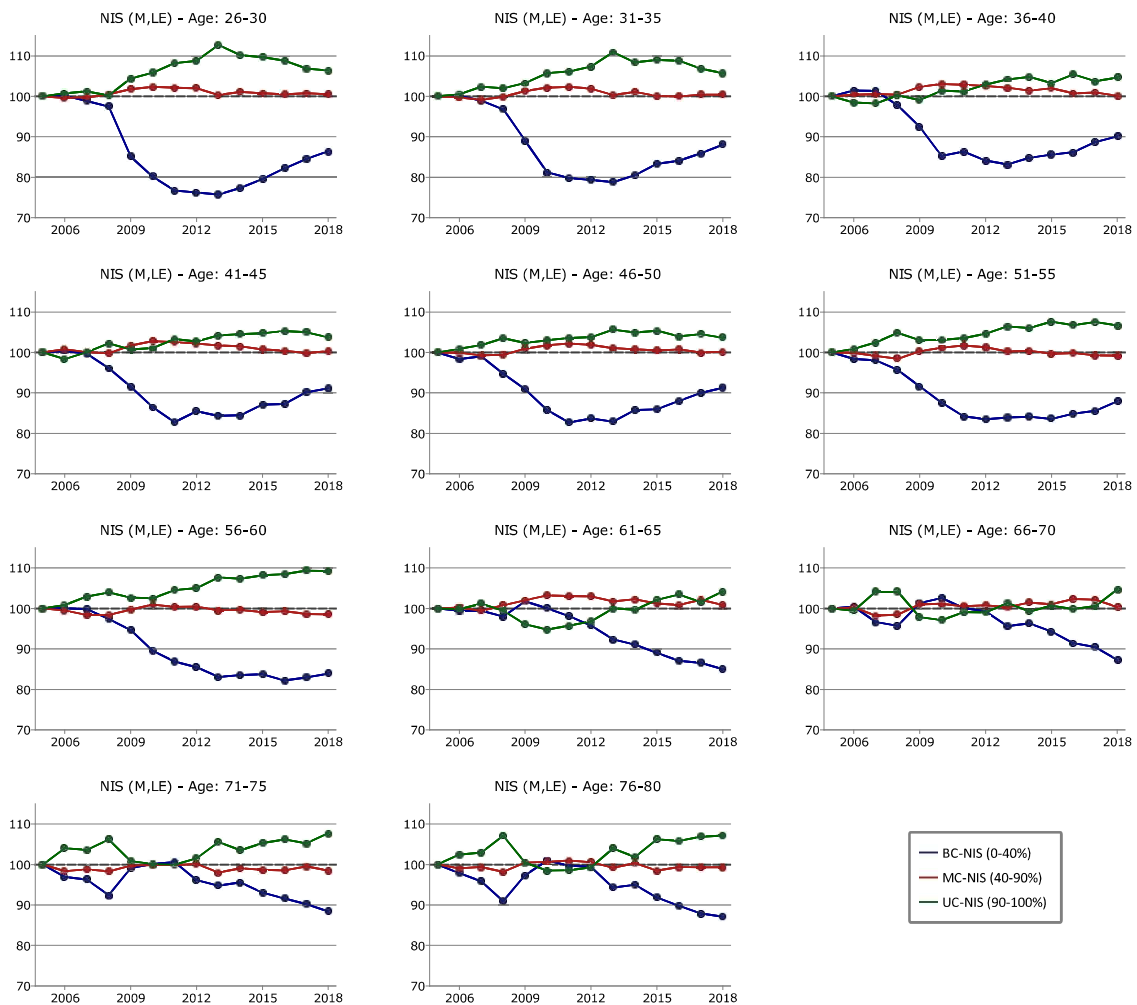 NIS (M,LE) - Age: 26-30
NIS (M,LE) - Age: 31-35
NIS (M,LE) - Age: 36-40
110
100
90
80
70
2006 2009 2012 2015 2018
110
100
90
80
70
2006 2009 2012 2015 2018
110
100
90
80
70
2006 2009 2012 2015 2018
NIS (M,LE) - Age: 41-45
NIS (M,LE) - Age: 46-50
NIS (M,LE) - Age: 51-55
110
100
90
80
70
2006 2009 2012 2015 2018
110
100
90
80
70
2006 2009 2012 2015 2018
110
100
90
80
70
2006 2009 2012 2015 2018
NIS (M,LE) - Age: 56-60
NIS (M,LE) - Age: 61-65
NIS (M,LE) - Age: 66-70
110
100
90
80
70
2006 2009 2012 2015 2018
110
100
90
80
70
2006 2009 2012 2015 2018
110
100
90
80
70
2006 2009 2012 2015 2018
NIS (M,LE) - Age: 71-75
NIS (M,LE) - Age: 76-80
110
100
90
80
70
2006 2009 2012 2015 2018
110
100
90
80
70
2006 2009 2012 2015 2018
BC-NIS (0-40%)
MC-NIS (40-90%)
UC-NIS (90-100%)